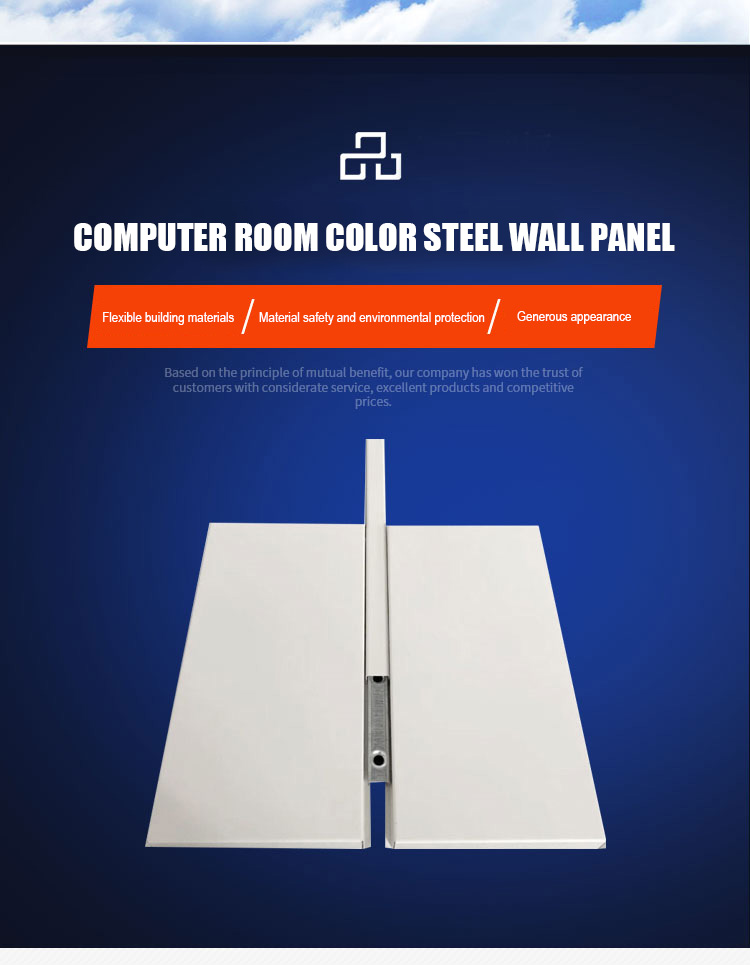 COMPUTER ROOM COLOR STEEL WALL PANEL
Flexible building materials / Material safety and environmental protection / Generous appearance
Based on the principle of mutual benefit, our company has won the trust of
customers with considerate service, excellent products and competitive
prices.